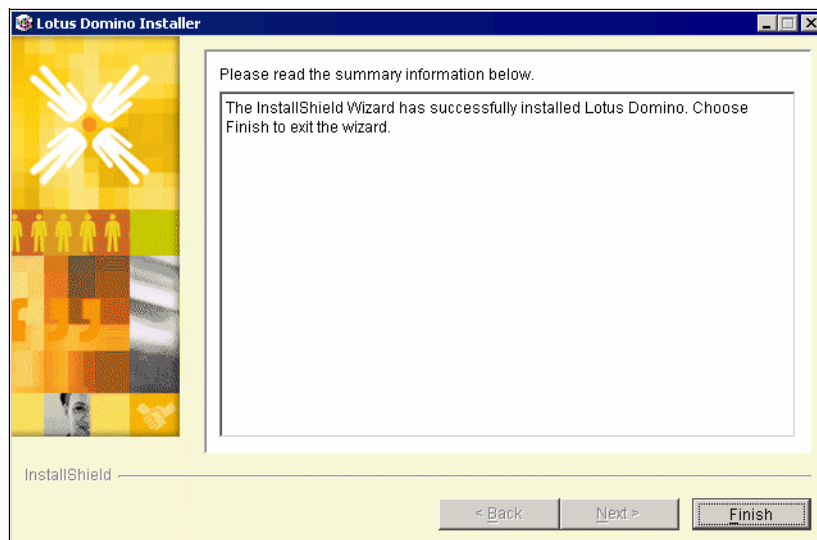 Lotus Domino Installer
Please read the summary information below.
The InstallShield Wizard has successfully installed Lotus Domino. Choose
Finish to exit the wizard.
InstallShield
< Back
Next >
Finish